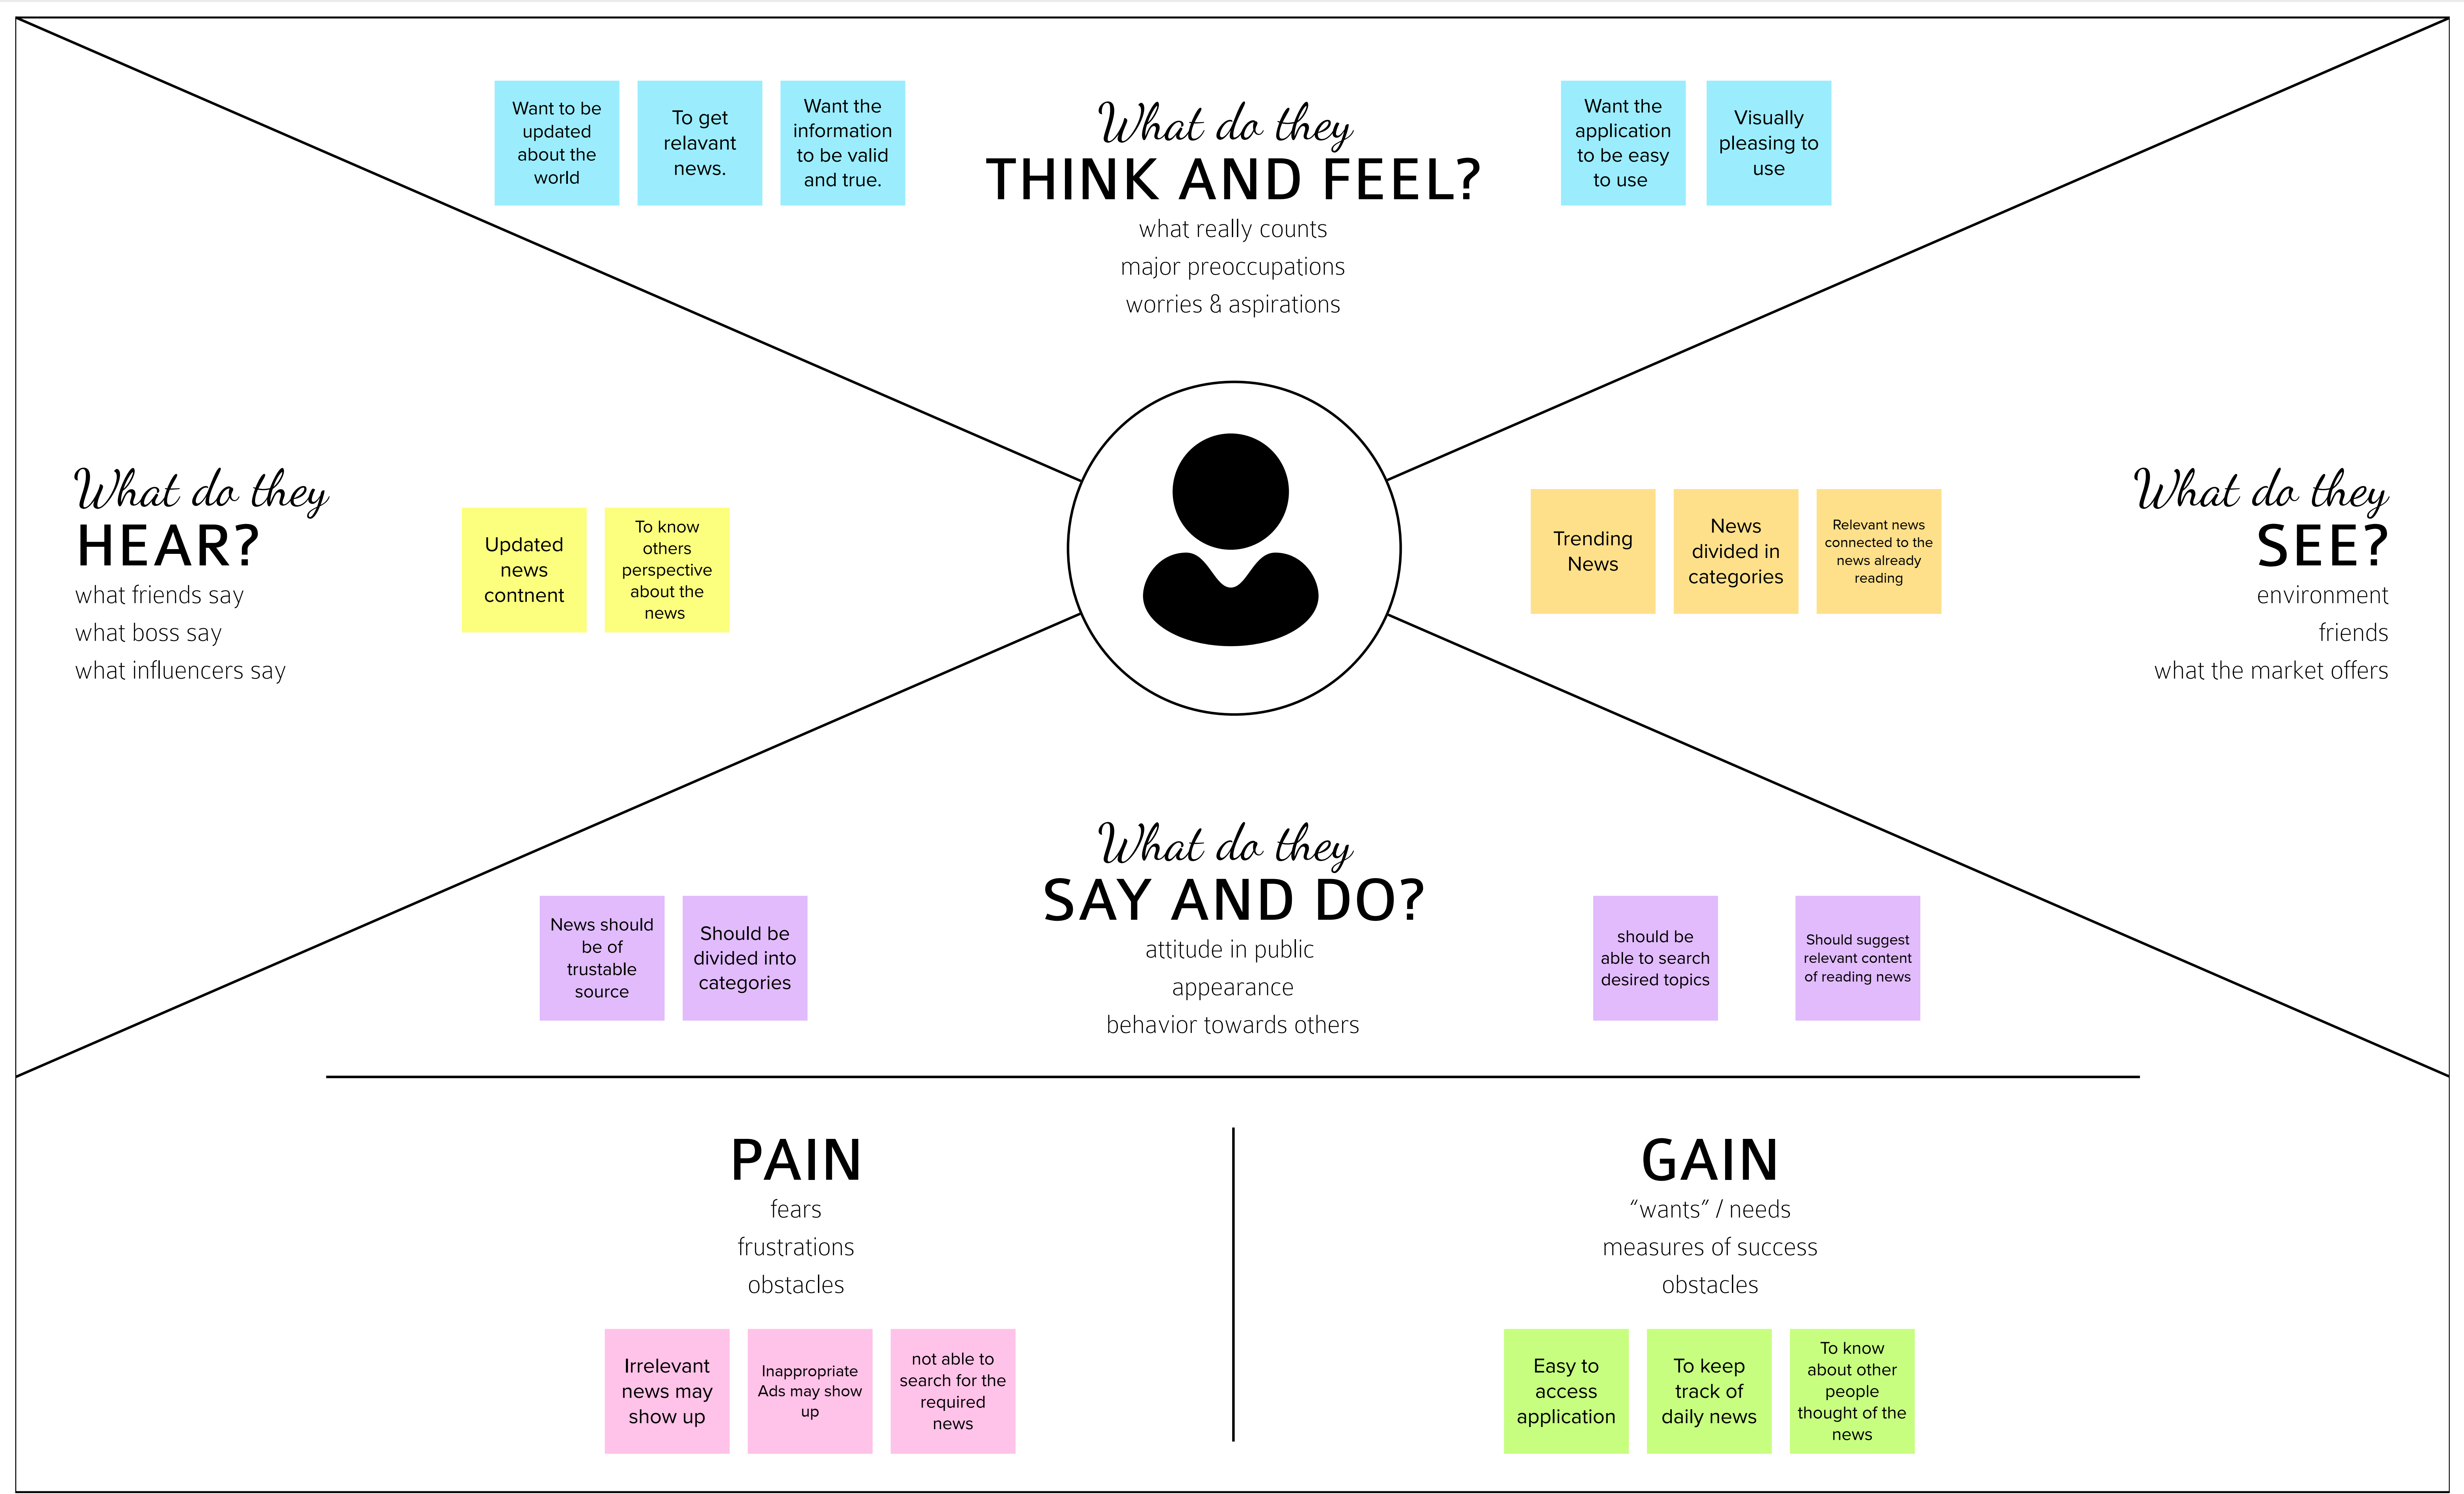 Want to be
updated
about the
world
To get
relavant
news.
Want the
information
to be valid
and true.
What do they
THINK AND FEEL?
what really counts
major preoccupations
worries & aspirations
Want the
application
to be easy
to use
Visually
pleasing to
use
What do they
HEAR?
what friends say
what boss say
what influencers say
Updated
news
contnent
To know
others
perspective
about the
news
Trending
News
News
divided in
categories
Relevant news
connected to the
news already
reading
What do they
SEE?
environment
friends
what the market offers
News should
be of
trustable
source
Should be
divided into
categories
What do they
SAY AND DO?
attitude in public
appearance
behavior towards others
should be
able to search
desired topics
Should suggest
relevant content
of reading news
PAIN
fears
frustrations
obstacles
Irrelevant
news may
show up
Inappropriate
Ads may show
up
not able to
search for the
required
news
GAIN
“wants” / needs
measures of success
obstacles
Easy to
access
application
To keep
track of
daily news
To know
about other
people
thought of the
news